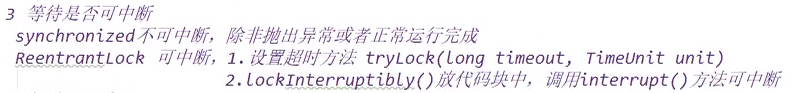 3 等待是否可中断
synchronized不可中断，除非抛出异常或者正常运行完成
ReentrantLock 可中断，1.设置超时方法 tryLock(long timeout, TimeUnit unit)
2.lockInterruptibly()放代码块中，调用interrupt()方法可中断